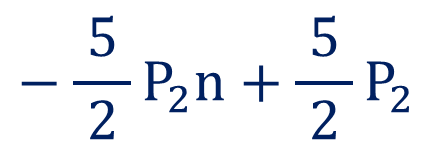 − 5/2 P₂n + 5/2 P₂